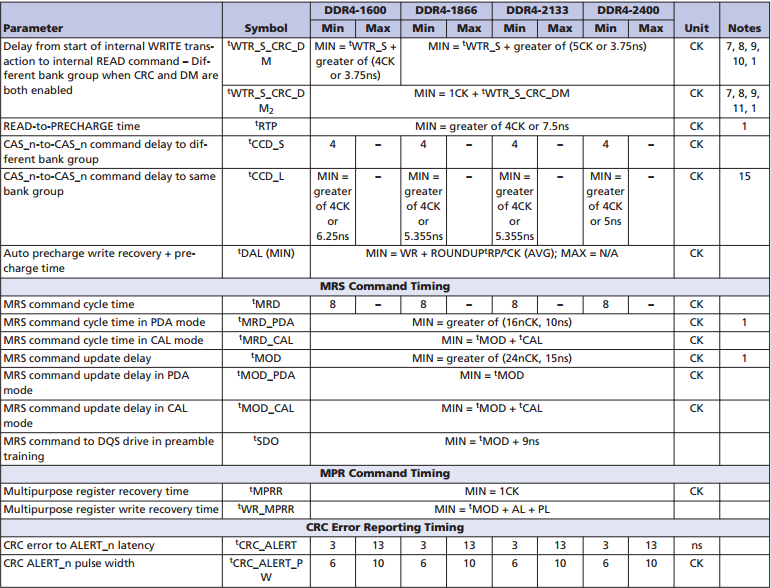 DDR4-1600 DDR4-1866 DDR4-2133 DDR4-2400
Parameter Symbol Min Max Min Max Min Max Min Max Unit Notes
Delay from start of internal WRITE trans-
action to internal READ command – Dif-
ferent bank group when CRC and DM are
both enabled
tWTR_S_CRC_D
M
MIN = tWTR_S +
greater of (4CK
or 3.75ns)
MIN = tWTR_S + greater of (5CK or 3.75ns)
CK
7, 8, 9,
10, 1
tWTR_S_CRC_D
M2
MIN = 1CK + tWTR_S_CRC_DM
CK
7, 8, 9,
11, 1
READ-to-PRECHARGE time tRTP MIN = greater of 4CK or 7.5ns CK 1
CAS_n-to-CAS_n command delay to dif-
ferent bank group
tCCD_S 4 – 4 – 4 – 4 – CK
CAS_n-to-CAS_n command delay to same
bank group
tCCD_L
MIN =
greater
of 4CK
or
6.25ns
–
MIN =
greater
of 4CK
or
5.355ns
–
MIN =
greater
of 4CK
or
5.355ns
–
MIN =
greater
of 4CK
or 5ns
–
CK
15
Auto precharge write recovery + pre-
charge time
tDAL (MIN) MIN = WR + ROUNDUPtRP/tCK (AVG); MAX = N/A CK
MRS Command Timing
MRS command cycle time tMRD 8 – 8 – 8 – 8 – CK
MRS command cycle time in PDA mode tMRD_PDA MIN = greater of (16nCK, 10ns) CK 1
MRS command cycle time in CAL mode tMRD_CAL MIN = tMOD + tCAL CK
MRS command update delay tMOD MIN = greater of (24nCK, 15ns) CK 1
MRS command update delay in PDA
mode
tMOD_PDA MIN = tMOD CK
MRS command update delay in CAL
mode
tMOD_CAL MIN = tMOD + tCAL CK
MRS command to DQS drive in preamble
training
tSDO MIN = tMOD + 9ns
MPR Command Timing
Multipurpose register recovery time tMPRR MIN = 1CK CK
Multipurpose register write recovery time tWR_MPRR MIN = tMOD + AL + PL
CRC Error Reporting Timing
CRC error to ALERT_n latency tCRC_ALERT 3 13 3 13 3 13 3 13 ns
CRC ALERT_n pulse width tCRC_ALERT_P
W
6 10 6 10 6 10 6 10 CK